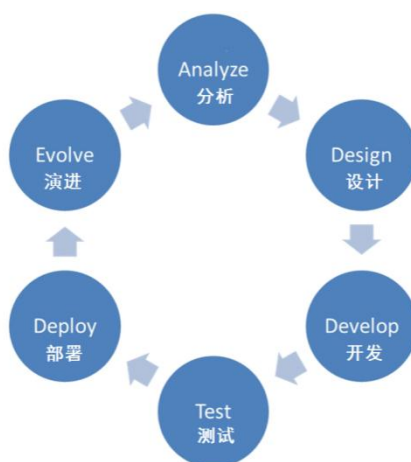 Analyze
分析
Design
设计
Develop
开发
Test
测试
Deploy
部署
Evolve
演进